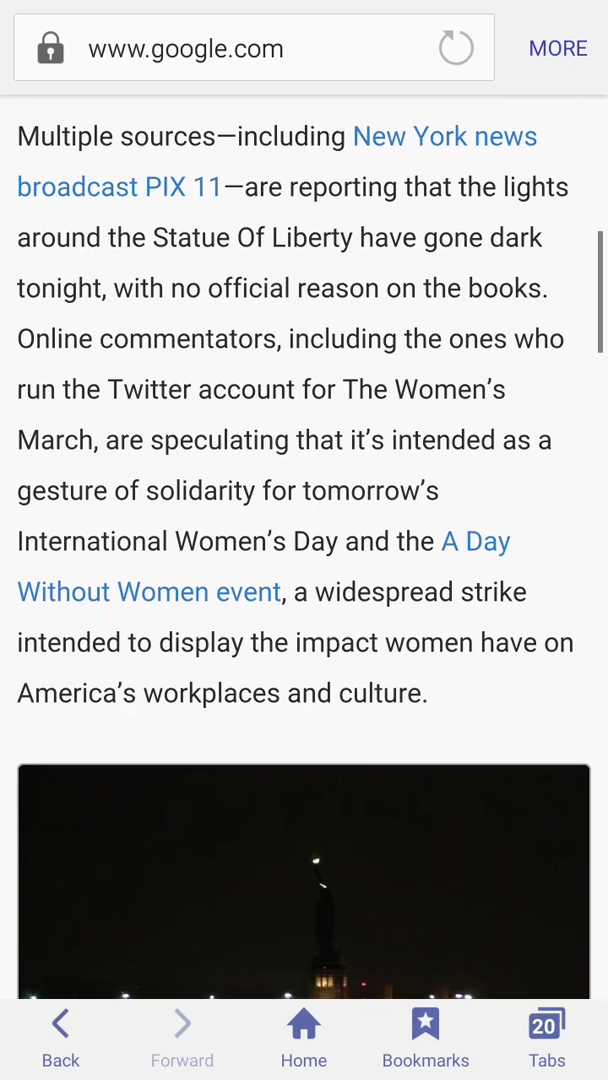 www.google.com
MORE
Multiple sources—including New York news
broadcast PIX 11—are reporting that the lights
around the Statue Of Liberty have gone dark
tonight, with no official reason on the books.
Online commentators, including the ones who
run the Twitter account for The Women’s
March, are speculating that it’s intended as a
gesture of solidarity for tomorrow’s
International Women’s Day and the A Day
Without Women event, a widespread strike
intended to display the impact women have on
America’s workplaces and culture.
20
Back Forward Home Bookmarks Tabs